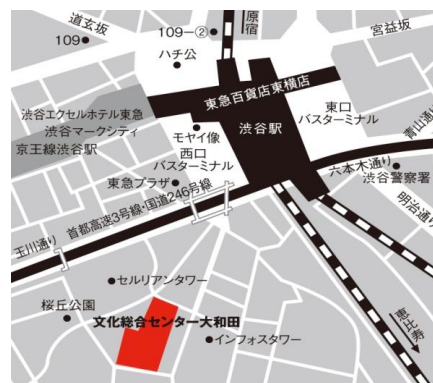 道玄坂
109
109-②
原宿
宮益坂
ハチ公
東急百貨店東横店
渋谷エクセルホテル東急
渋谷マークシティ
京王線渋谷駅
モヤイ像
西口
バスターミナル
渋谷駅
東口
バスターミナル
青山通り
東急プラザ
六本木通り
渋谷警察署
首都高速3号線・国道246号線
玉川通り
明治通り
セルリアンタワー
桜丘公園
文化総合センター大和田
インフォスタワー
恵比寿